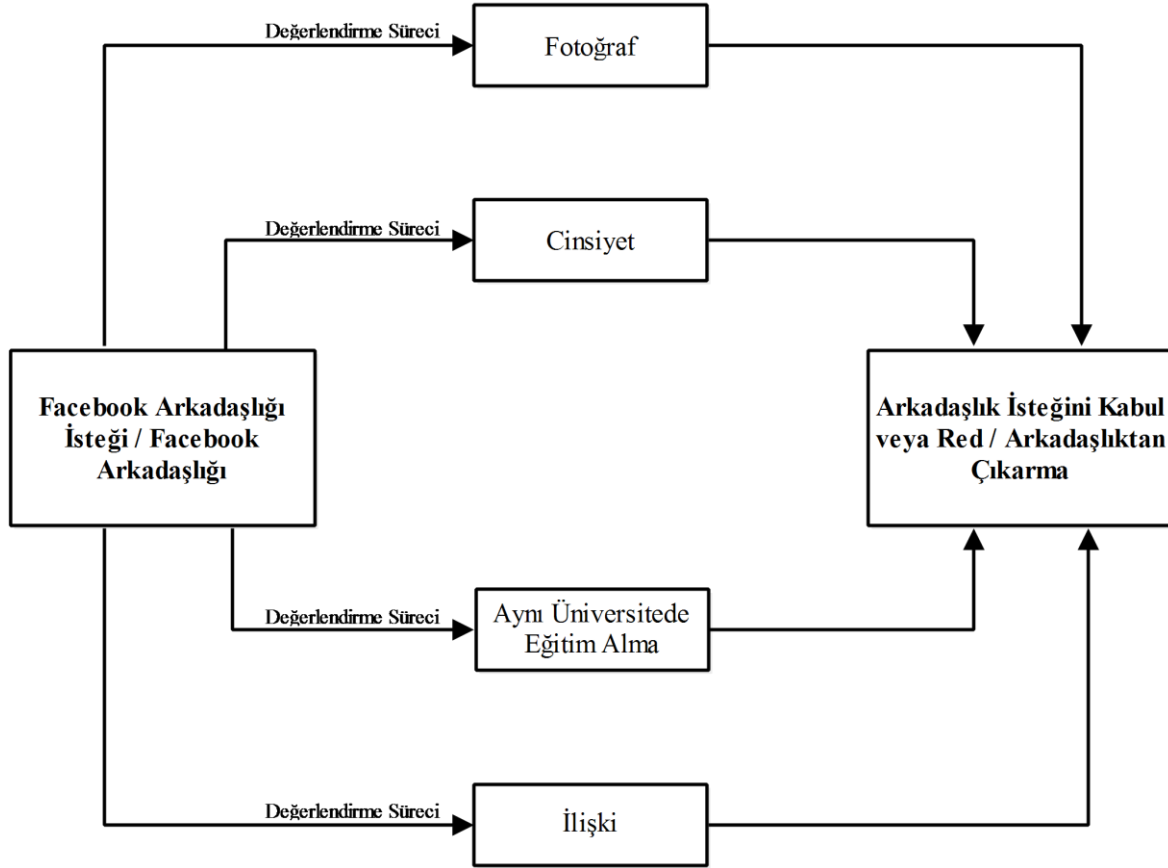 Değerlendirme Süreci
Fotoğraf
Değerlendirme Süreci
Cinsiyet
Facebook Arkadaşlığı
İsteği / Facebook
Arkadaşlığı
Arkadaşlık İsteğini Kabul
veya Red / Arkadaşlıktan
Çıkarma
Değerlendirme Süreci
Aynı Üniversitede
Eğitim Alma
Değerlendirme Süreci
İlişki